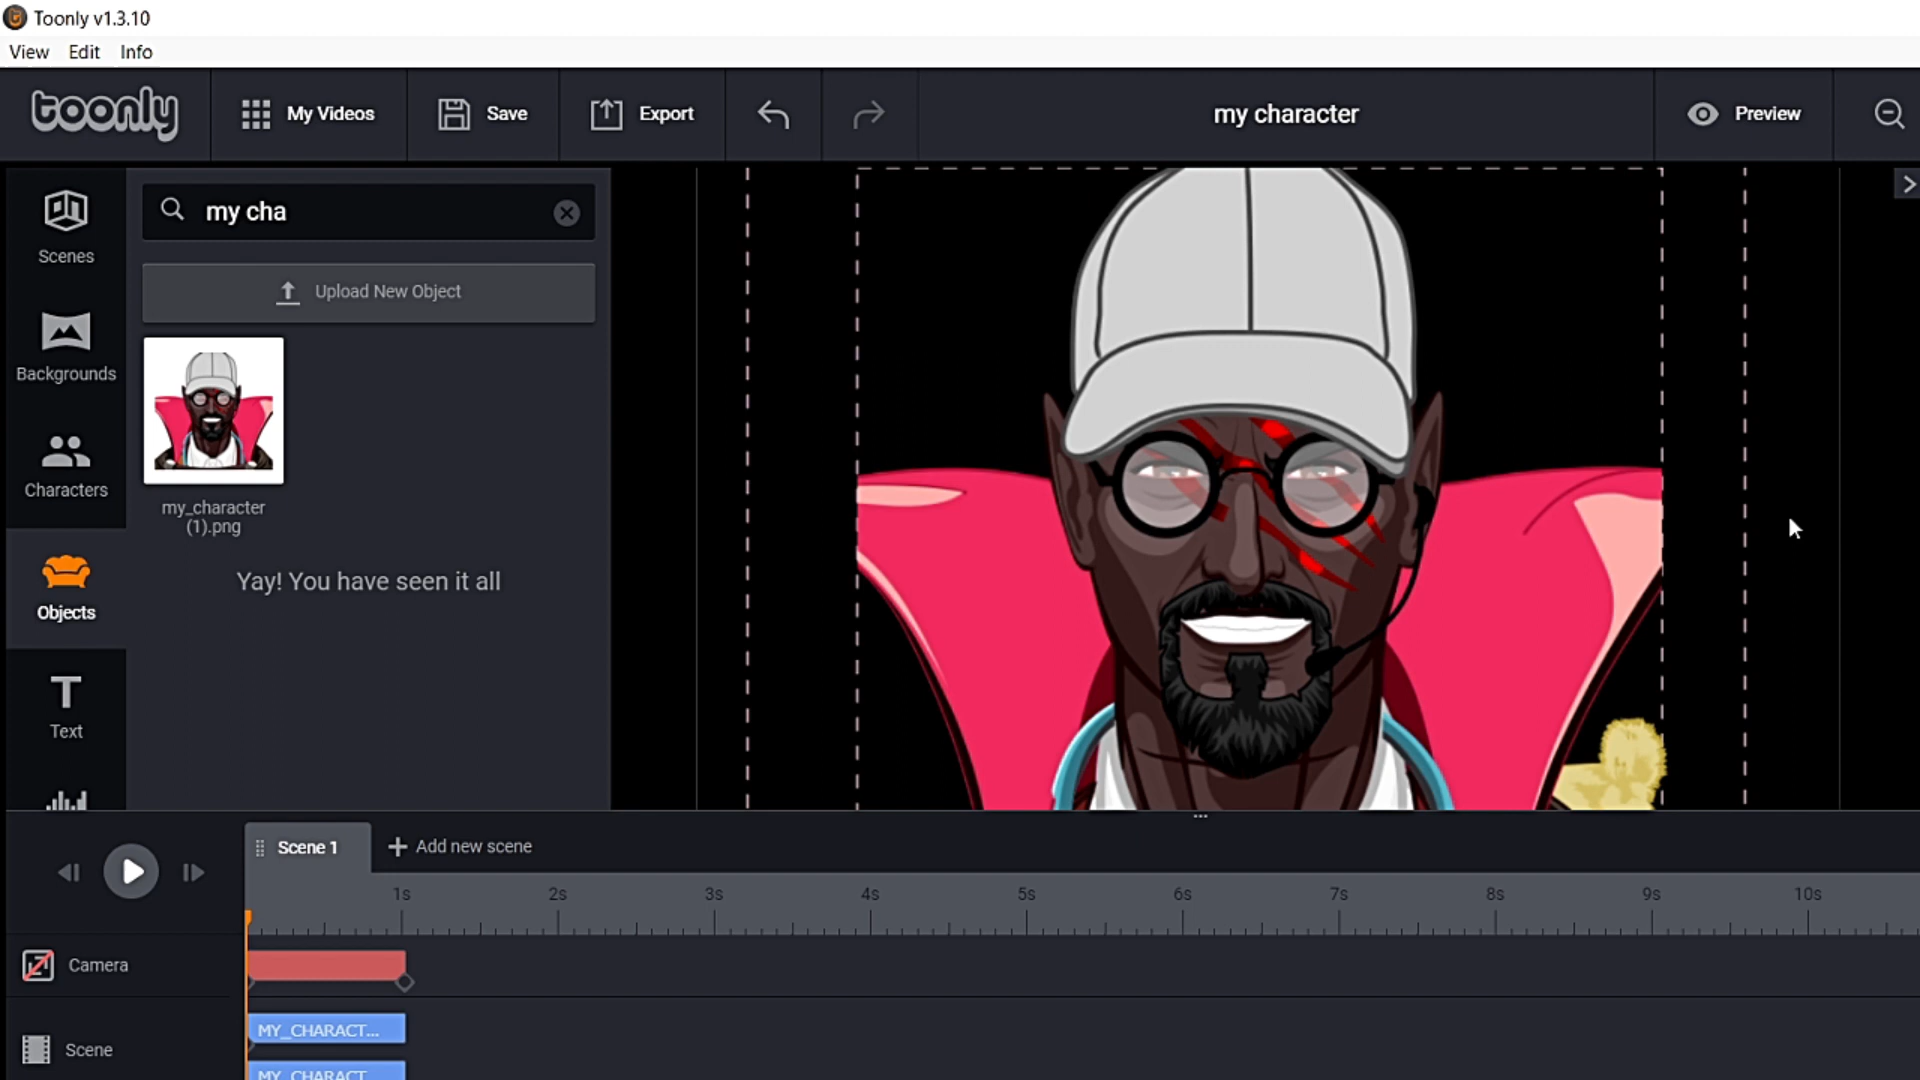 Toonly v1.3.10
View Edit Info
toonly My Videos Save Export my character Preview
my cha
Upload New Object
Scenes
Backgrounds
Characters
Objects
Text
my_character
(1).png
Yay! You have seen it all
Scene 1 Add new scene
1s 2s 3s 4s 5s 6s 7s 8s 9s 10s
Camera
MY_CHARACT...
Scene
MY_CHARACT